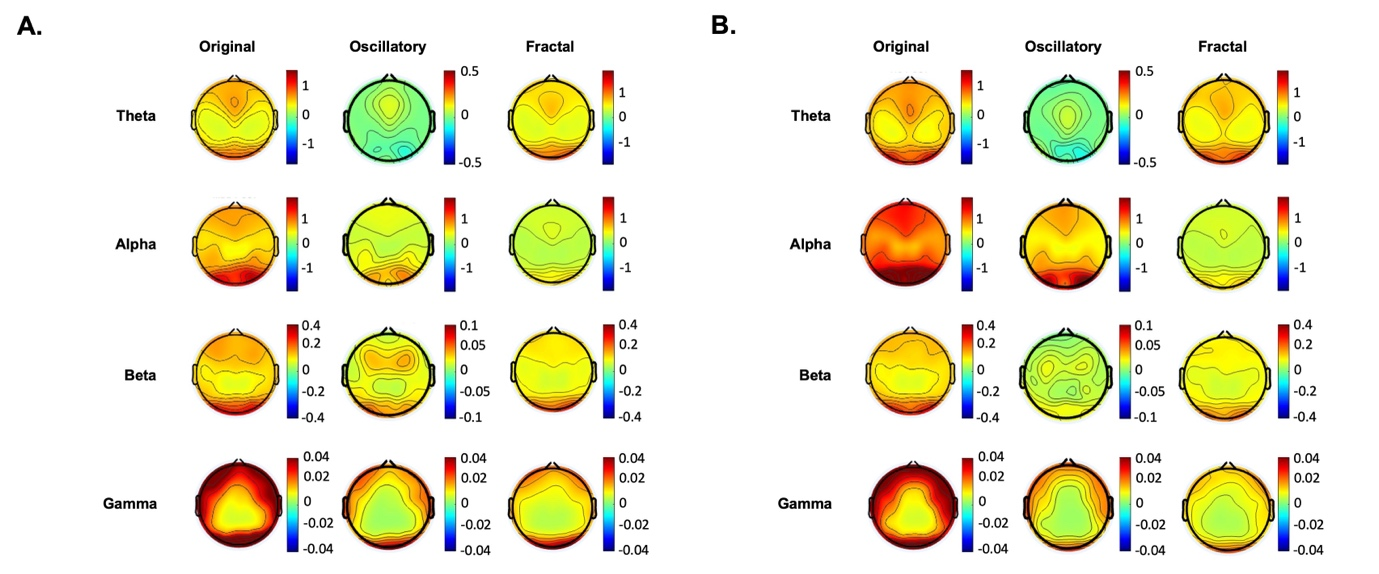 A. B.
Original Oscillatory Fractal Original Oscillatory Fractal
Theta 1 0 -1 0.5 0 -0.5 1 0 -1 Theta 1 0 -1 0.5 0 -0.5 1 0 -1
Alpha 1 0 -1 1 0 -1 1 0 -1 Alpha 1 0 -1 1 0 -1 1 0 -1
Beta 0.4 0.2 0 -0.2 -0.4 0.1 0.05 0 -0.05 -0.1 0.4 0.2 0 -0.2 -0.4 Beta 0.4 0.2 0 -0.2 -0.4 0.1 0.05 0 -0.05 -0.1 0.4 0.2 0 -0.2 -0.4
Gamma 0.04 0.02 0 -0.02 -0.04 0.04 0.02 0 -0.02 -0.04 0.04 0.02 0 -0.02 -0.04 Gamma 0.04 0.02 0 -0.02 -0.04 0.04 0.02 0 -0.02 -0.04 0.04 0.02 0 -0.02 -0.04